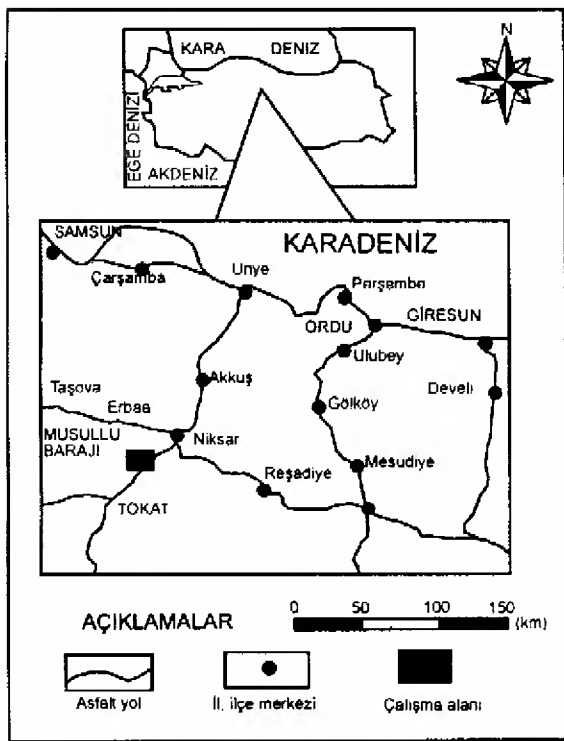 N
KARA DENİZ
EGE DENİZİ
AKDENİZ
SAMSUN
KARADENİZ
Çarşamba
Unye
Perşembe
ORDU
GİRESUN
Ulubey
Akkuş
Taşova
Develi
Erbaa
Gölköy
MUSULLU
BARAJI
Niksar
Mesudiye
Reşadiye
TOKAT
AÇIKLAMALAR
0 50 100 150
(km)
Asfalt yol
İl, ilçe merkezi
Çalışma alanı